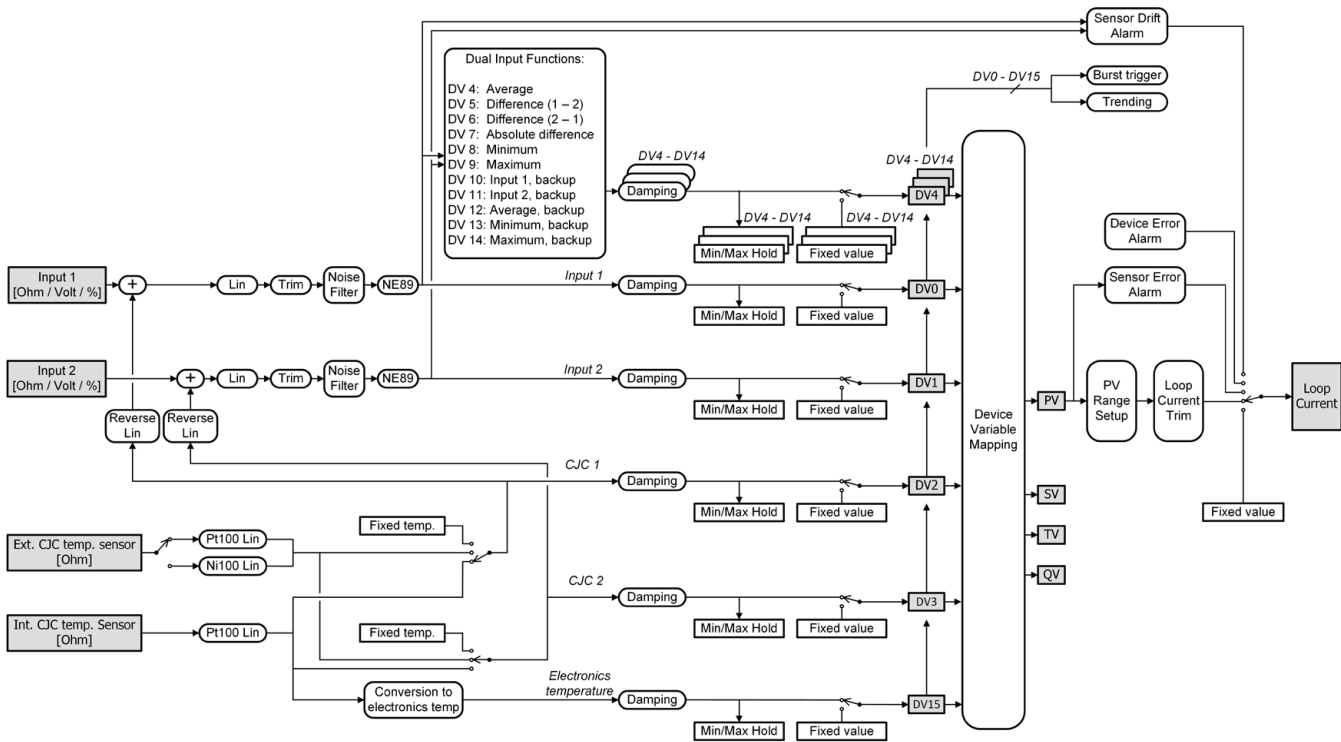 Sensor Drift
Alarm
Dual Input Functions:
DV 4: Average
DV 5: Difference (1 – 2)
DV 6: Difference (2 – 1)
DV 7: Absolute difference
DV 8: Minimum
DV 9: Maximum
DV 10: Input 1, backup
DV 11: Input 2, backup
DV 12: Average, backup
DV 13: Minimum, backup
DV 14: Maximum, backup
DV0 - DV15
Burst trigger
Trending
DV4 - DV14
Damping
DV4 - DV14
DV4
DV4 - DV14
Min/Max Hold
DV4 - DV14
Fixed value
Device Error
Alarm
Sensor Error
Alarm
Input 1
[Ohm / Volt / %]
+
Lin
Trim
Noise
Filter
NE89
Input 1
Damping
Min/Max Hold
Fixed value
DV0
Input 2
[Ohm / Volt / %]
+
Lin
Trim
Noise
Filter
NE89
Input 2
Damping
Min/Max Hold
Fixed value
DV1
Reverse
Lin
Reverse
Lin
Device
Variable
Mapping
PV
PV
Range
Setup
Loop
Current
Trim
Loop
Current
CJC 1
Damping
Min/Max Hold
Fixed value
DV2
SV
TV
QV
Fixed value
Ext. CJC temp. sensor
[Ohm]
Pt100 Lin
Ni100 Lin
Fixed temp.
CJC 2
Damping
Min/Max Hold
Fixed value
DV3
Int. CJC temp. Sensor
[Ohm]
Pt100 Lin
Fixed temp.
Conversion to
electronics temp
Electronics
temperature
Damping
Min/Max Hold
Fixed value
DV15